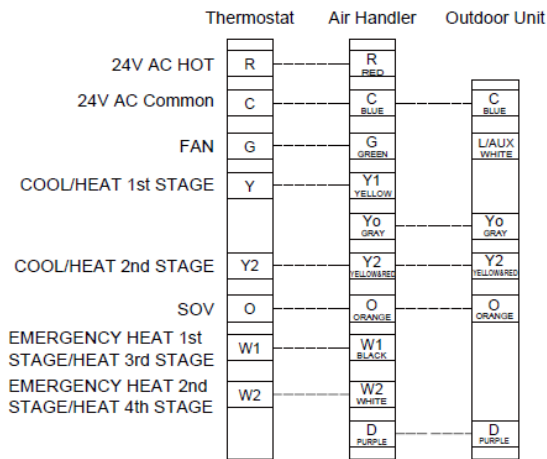 Thermostat Air Handler Outdoor Unit
24V AC HOT R R
RED
24V AC Common C C C
BLUE BLUE
FAN G G L/AUX
GREEN WHITE
COOL/HEAT 1st STAGE Y Y1
YELLOW
Yo Yo
GRAY GRAY
COOL/HEAT 2nd STAGE Y2 Y2 Y2
YELLOW&RED YELLOW&RED
SOV O O O
ORANGE ORANGE
EMERGENCY HEAT 1st
STAGE/HEAT 3rd STAGE W1 W1
BLACK
EMERGENCY HEAT 2nd
STAGE/HEAT 4th STAGE W2 W2
WHITE
D D
PURPLE PURPLE